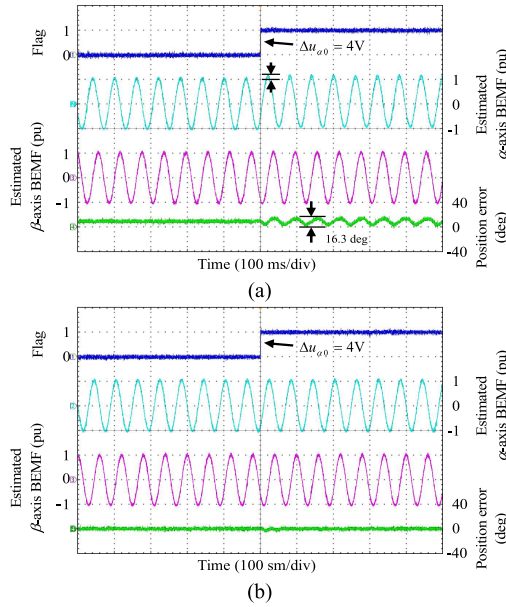 (a)
Flag
1
0
Δu_α0 = 4V
1
0
-1
Estimated
α-axis BEMF (pu)
Estimated
β-axis BEMF (pu)
1
0
-1
40
0
-40
Position error
(deg)
16.3 deg
Time (100 ms/div)
(a)
Flag
1
0
Δu_α0 = 4V
1
0
-1
Estimated
α-axis BEMF (pu)
Estimated
β-axis BEMF (pu)
1
0
-1
40
0
-40
Position error
(deg)
Time (100 sm/div)
(b)